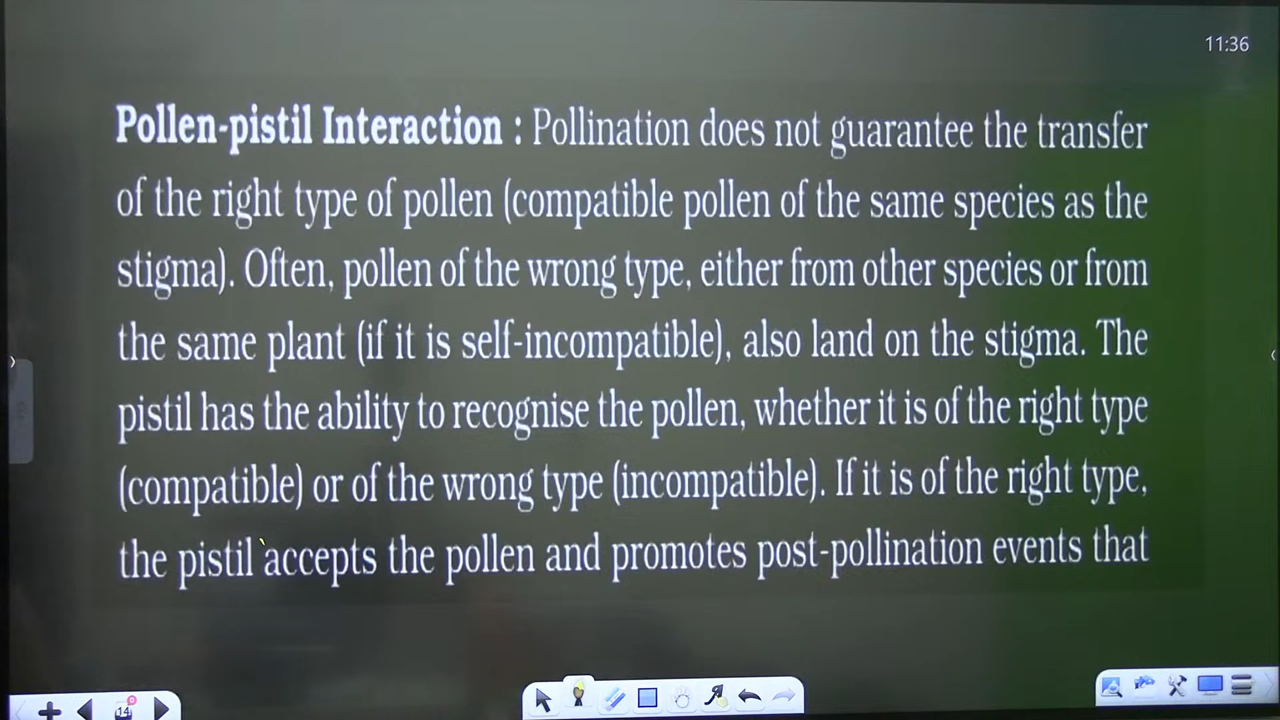 11:36
Pollen-pistil Interaction : Pollination does not guarantee the transfer
of the right type of pollen (compatible pollen of the same species as the
stigma). Often, pollen of the wrong type, either from other species or from
the same plant (if it is self-incompatible), also land on the stigma. The
pistil has the ability to recognise the pollen, whether it is of the right type
(compatible) or of the wrong type (incompatible). If it is of the right type,
the pistil accepts the pollen and promotes post-pollination events that
14